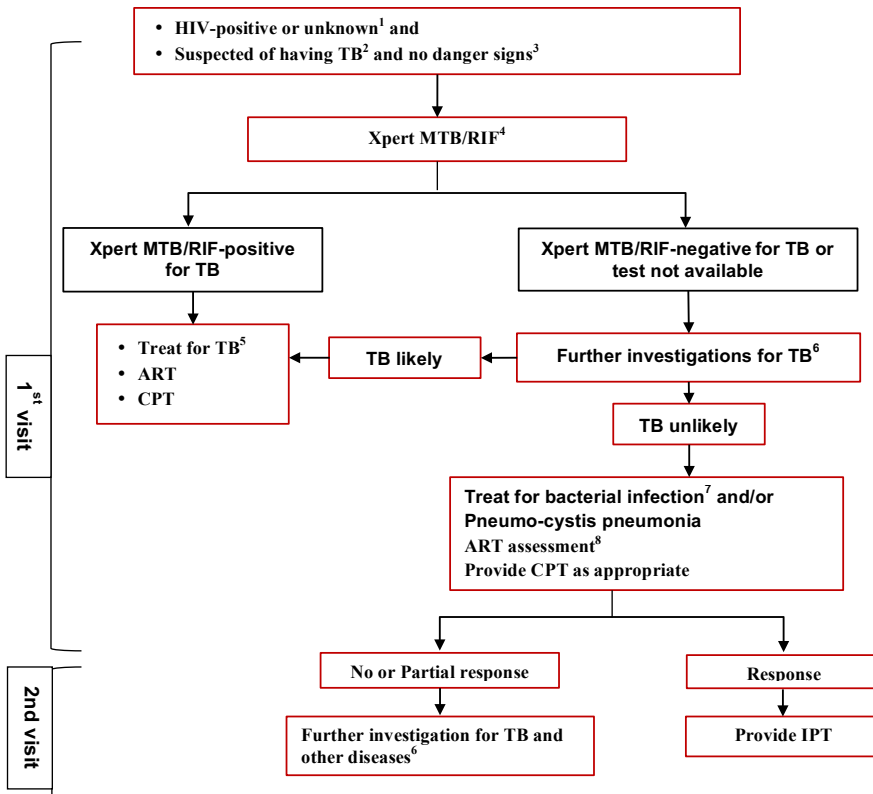 • HIV-positive or unknown¹ and
• Suspected of having TB² and no danger signs³
Xpert MTB/RIF⁴
Xpert MTB/RIF-positive
for TB
Xpert MTB/RIF-negative for TB or
test not available
• Treat for TB⁵
• ART
• CPT
TB likely
Further investigations for TB⁶
TB unlikely
1st visit
Treat for bacterial infection⁷ and/or
Pneumo-cystis pneumonia
ART assessment⁸
Provide CPT as appropriate
No or Partial response
Response
2nd visit
Further investigation for TB and
other diseases⁶
Provide IPT